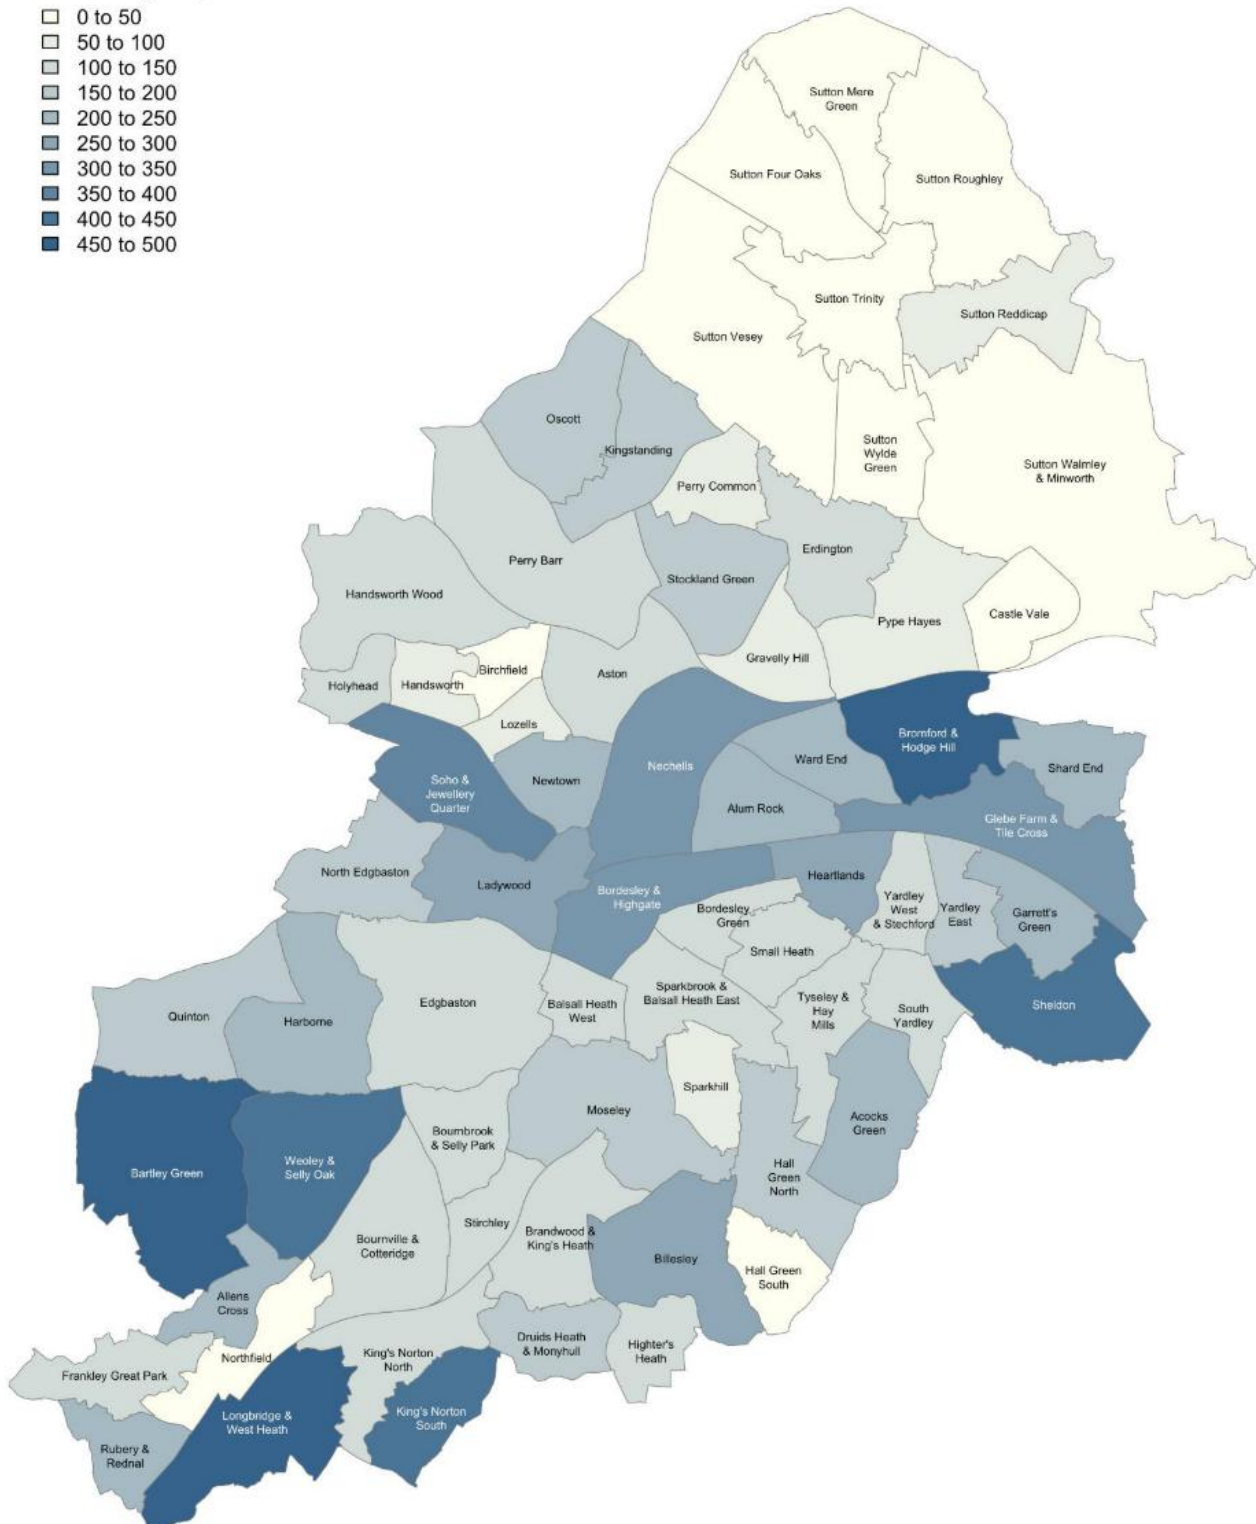 0 to 50
50 to 100
100 to 150
150 to 200
200 to 250
250 to 300
300 to 350
350 to 400
400 to 450
450 to 500
Sutton Mere
Green
Sutton Four Oaks
Sutton Roughley
Sutton Trinity
Sutton Reddicap
Sutton Vesey
Oscott
Kingstanding
Sutton
Wylde
Green
Sutton Walmley
& Minworth
Perry Common
Erdington
Perry Barr
Stockland Green
Handsworth Wood
Castle Vale
Pype Hayes
Gravelly Hill
Birchfield
Aston
Holyhead
Handsworth
Lozells
Bromford &
Hodge Hill
Ward End
Nechells
Shard End
Soho &
Jewellery
Quarter
Newtown
Alum Rock
Glebe Farm &
Tile Cross
North Edgbaston
Ladywood
Bordesley &
Highgate
Heartlands
Bordesley
Green
Yardley
West
& Stechford
Yardley
East
Garrett's
Green
Small Heath
Sparkbrook &
Balsall Heath East
Edgbaston
Balsall Heath
West
Tyseley &
Hay
Mills
South
Yardley
Sheldon
Quinton
Harborne
Sparkhill
Moseley
Acocks
Green
Bournbrook
& Selly Park
Bartley Green
Weoley &
Selly Oak
Hall
Green
North
Stirchley
Bournville &
Cotteridge
Brandwood &
King's Heath
Billesley
Hall Green
South
Allens
Cross
Druids Heath
& Monyhull
Highter's
Heath
Northfield
King's Norton
North
Frankley Great Park
Longbridge &
West Heath
King's Norton
South
Rubery &
Rednal